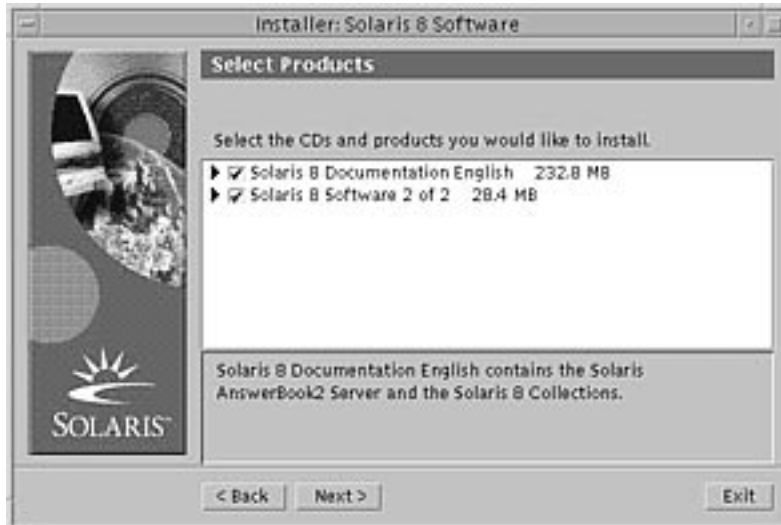 Installer: Solaris 8 Software
Select Products
Select the CDs and products you would like to install.
Solaris 8 Documentation English 232.8 MB
Solaris 8 Software 2 of 2 28.4 MB
Solaris 8 Documentation English contains the Solaris
AnswerBook2 Server and the Solaris 8 Collections.
SOLARIS™
< Back
Next >
Exit